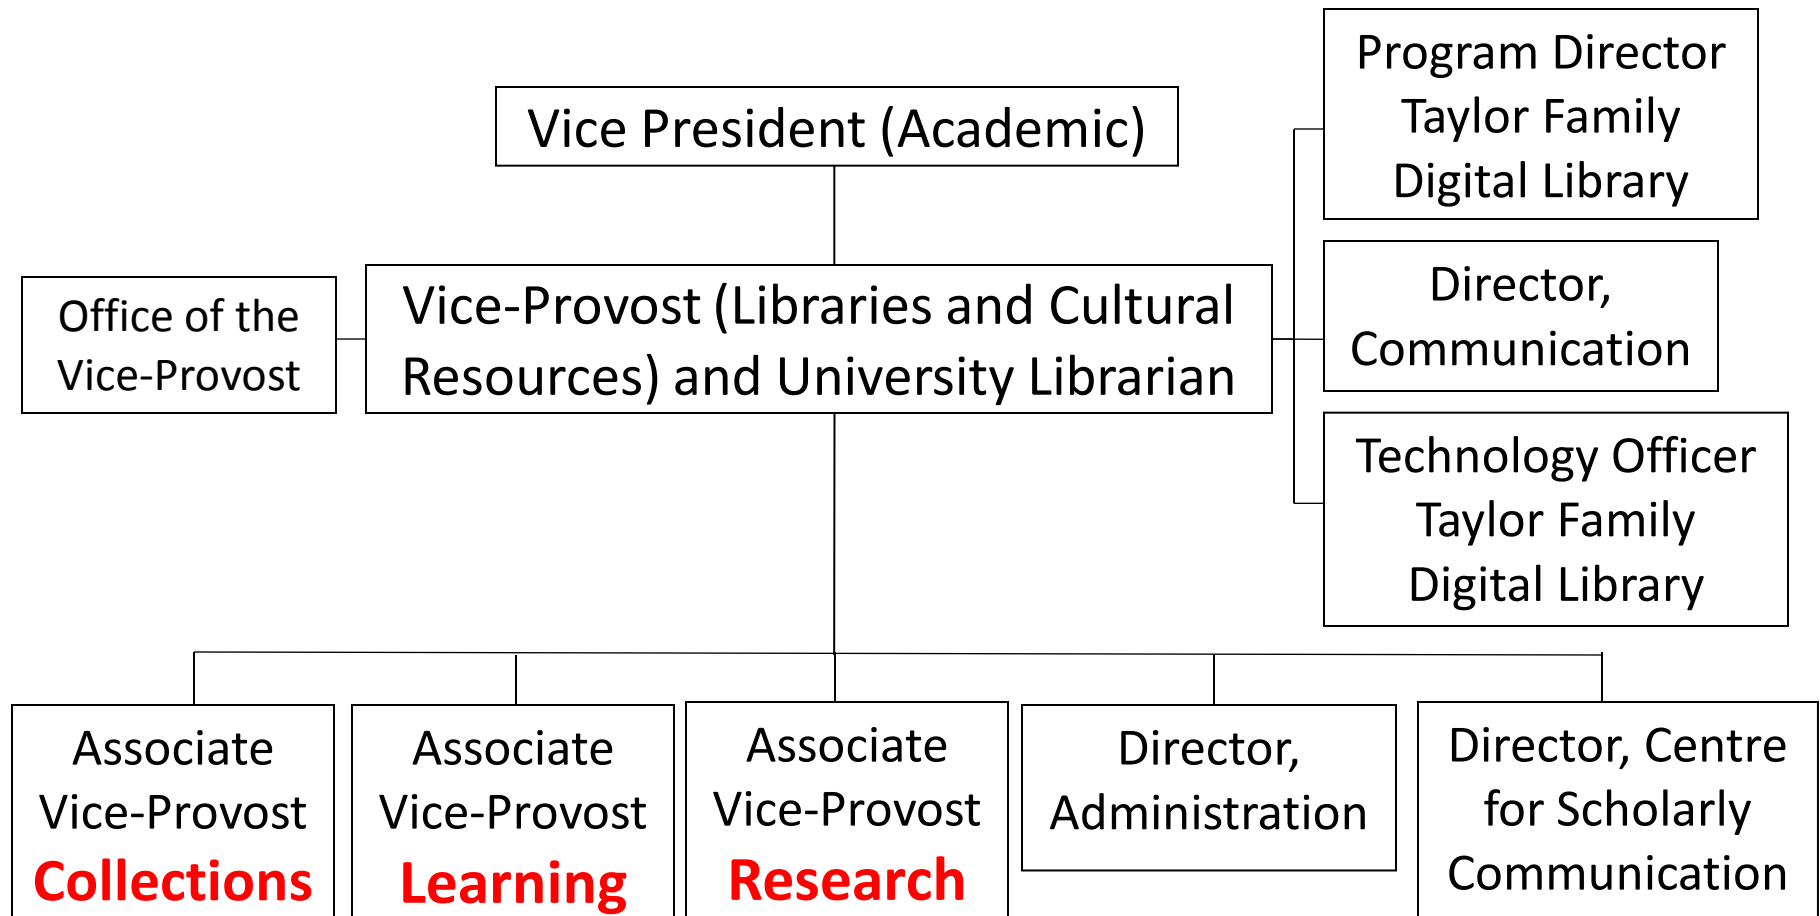 Vice President (Academic)
Program Director
Taylor Family
Digital Library
Office of the
Vice-Provost
Vice-Provost (Libraries and Cultural
Resources) and University Librarian
Director,
Communication
Technology Officer
Taylor Family
Digital Library
Associate
Vice-Provost
Collections
Associate
Vice-Provost
Learning
Associate
Vice-Provost
Research
Director,
Administration
Director, Centre
for Scholarly
Communication